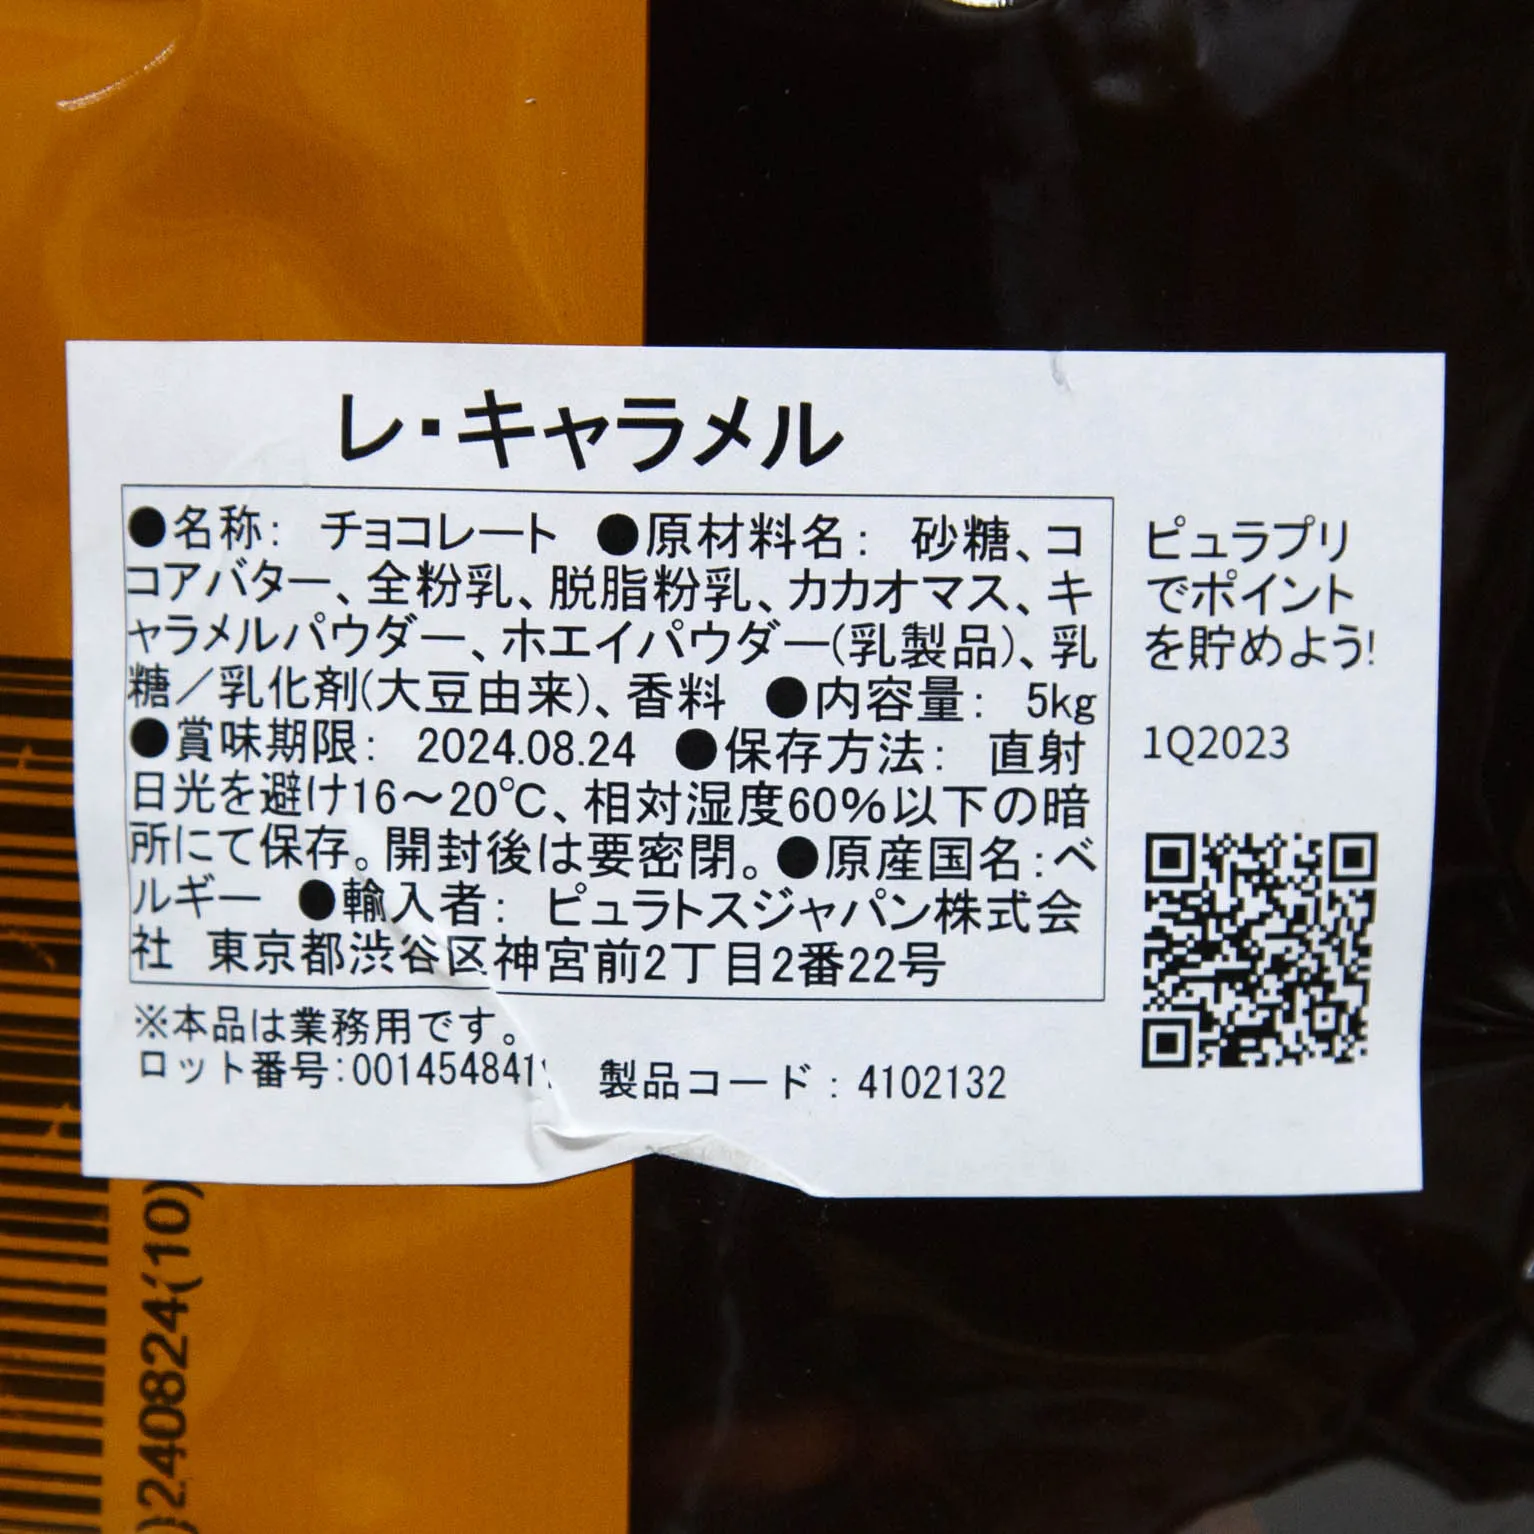 レ・キャラメル
●名称: チョコレート ●原材料名: 砂糖、コ
コアバター、全粉乳、脱脂粉乳、カカオマス、キ
ャラメルパウダー、ホエイパウダー(乳製品)、乳
糖／乳化剤(大豆由来)、香料 ●内容量: 5kg
●賞味期限: 2024.08.24 ●保存方法: 直射
日光を避け16～20℃、相対湿度60%以下の暗
所にて保存。開封後は要密閉。●原産国名:ベ
ルギー ●輸入者: ピュラトスジャパン株式会
社 東京都渋谷区神宮前2丁目2番22号
※本品は業務用です。
ロット番号: 製品コード: 4102132
ピュラプリ
でポイント
を貯めよう!
1Q2023
)240824(10)